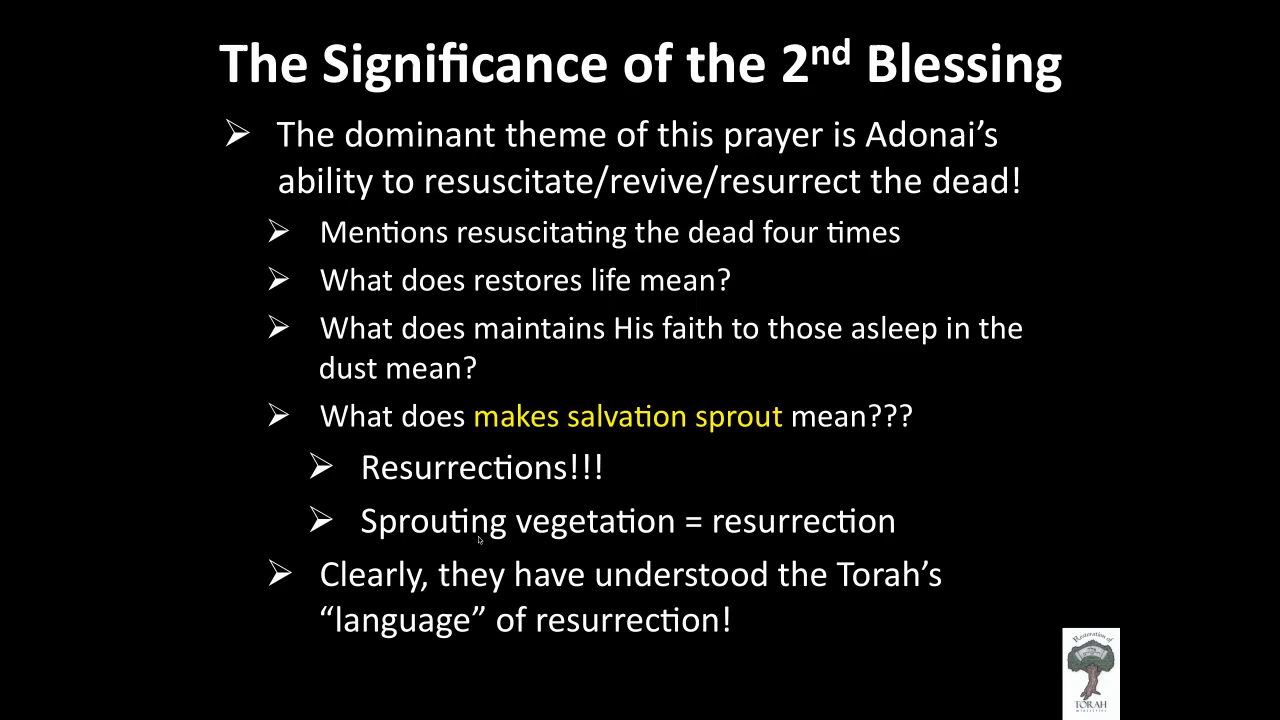 The Significance of the 2nd Blessing
➢ The dominant theme of this prayer is Adonai’s
ability to resuscitate/revive/resurrect the dead!
➢ Mentions resuscitating the dead four times
➢ What does restores life mean?
➢ What does maintains His faith to those asleep in the
dust mean?
➢ What does makes salvation sprout mean???
➢ Resurrections!!!
➢ Sprouting vegetation = resurrection
➢ Clearly, they have understood the Torah’s
“language” of resurrection!
Restoration of
TORAH